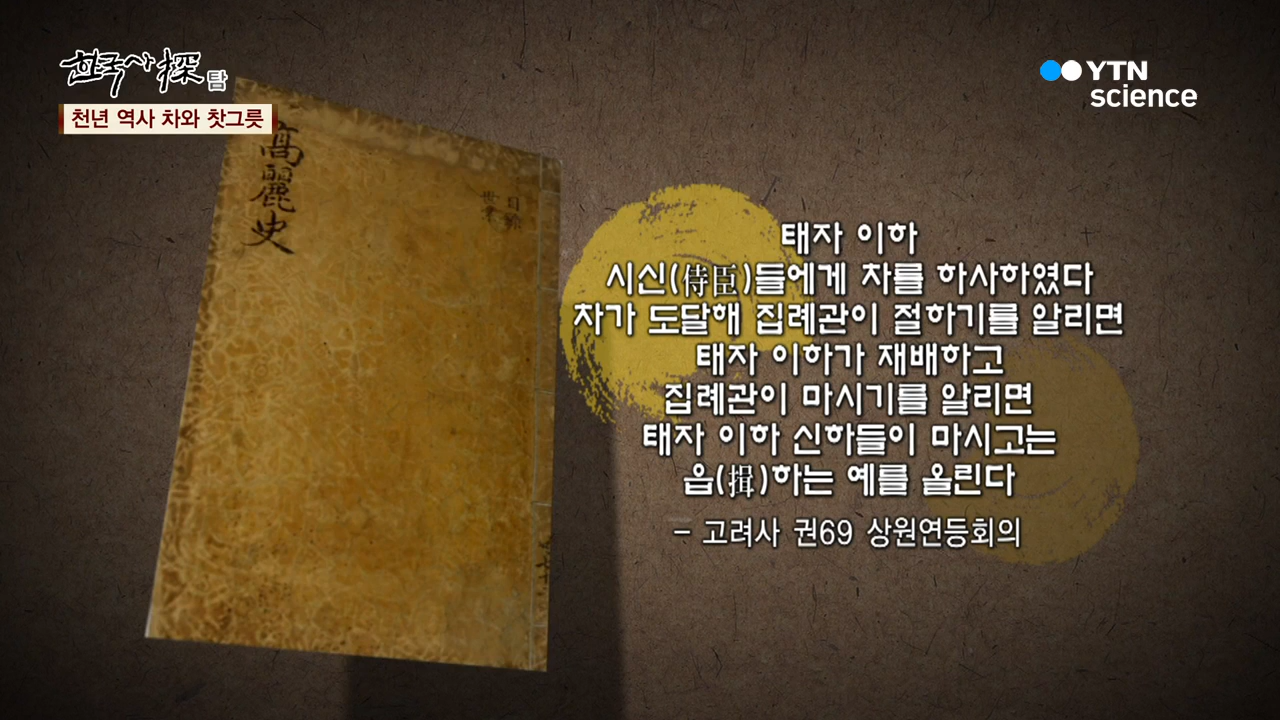 한국사 探 탐
천년 역사 차와 찻그릇
YTN
science
高麗史
目錄
世家
태자 이하
시신(侍臣)들에게 차를 하사하였다
차가 도달해 집례관이 절하기를 알리면
태자 이하가 재배하고
집례관이 마시기를 알리면
태자 이하 신하들이 마시고는
읍(揖)하는 예를 올린다
- 고려사 권69 상원연등회의